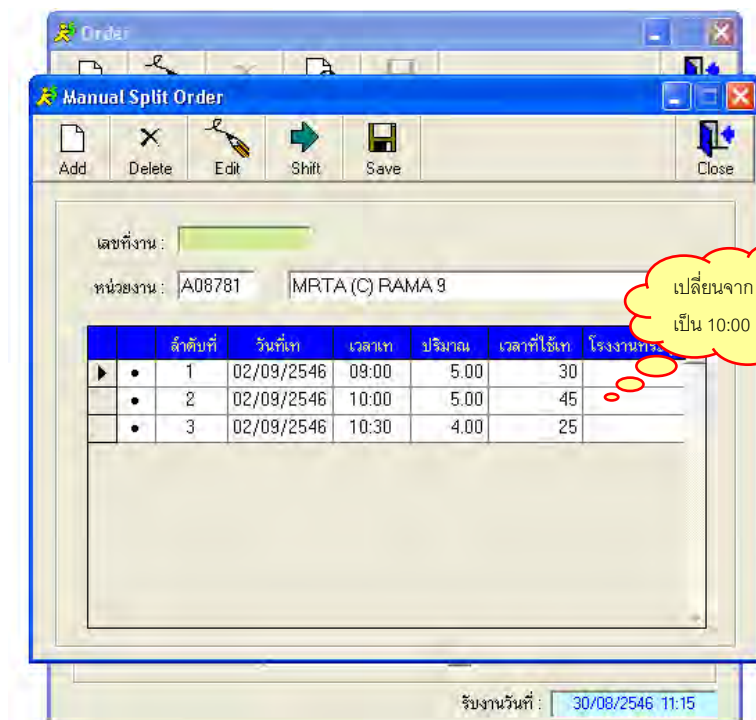 Order
Manual Split Order
Add Delete Edit Shift Save Close
เลขที่งาน :
หน่วยงาน : A08781 MRTA (C) RAMA 9
เปลี่ยนจาก
เป็น 10:00
ลำดับที่ วันที่เท เวลาเท ปริมาณ เวลาที่ใช้เท
1 02/09/2546 09:00 5.00 30
2 02/09/2546 10:00 5.00 45
3 02/09/2546 10:30 4.00 25
รับงานวันที่ : 30/08/2546 11:15